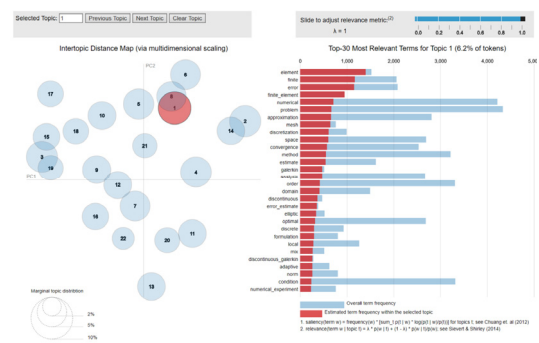 Selected Topic: 1 Previous Topic Next Topic Clear Topic
Slide to adjust relevance metric:(2)
λ = 1
0.0 0.2 0.4 0.6 0.8 1.0
Intertopic Distance Map (via multidimensional scaling)
Top-30 Most Relevant Terms for Topic 1 (6.2% of tokens)
PC2
PC1
1
2
4
5
7
9
10
11
12
14
15
16
17
18
20
21
22
Marginal topic distribtion
2%
5%
10%
0 1,000 2,000 3,000 4,000 5,0
element
finite
error
finite_element
numerical
problem
approximation
mesh
discretization
space
convergence
method
estimate
galerkin
analysis
order
domain
discontinuous
error_estimate
elliptic
optimal
discrete
formulation
local
mix
discontinuous_galerkin
adaptive
norm
condition
numerical_experiment
Overall term frequency
Estimated term frequency within the selected topic
1. saliency(term w) = frequency(w) * [sum_t p(t | w) * log(p(t | w)/p(t))] for topics t; see Chuang et. al (2012)
2. relevance(term w | topic t) = λ * p(w | t) + (1 - λ) * p(w | t)/p(w); see Sievert & Shirley (2014)